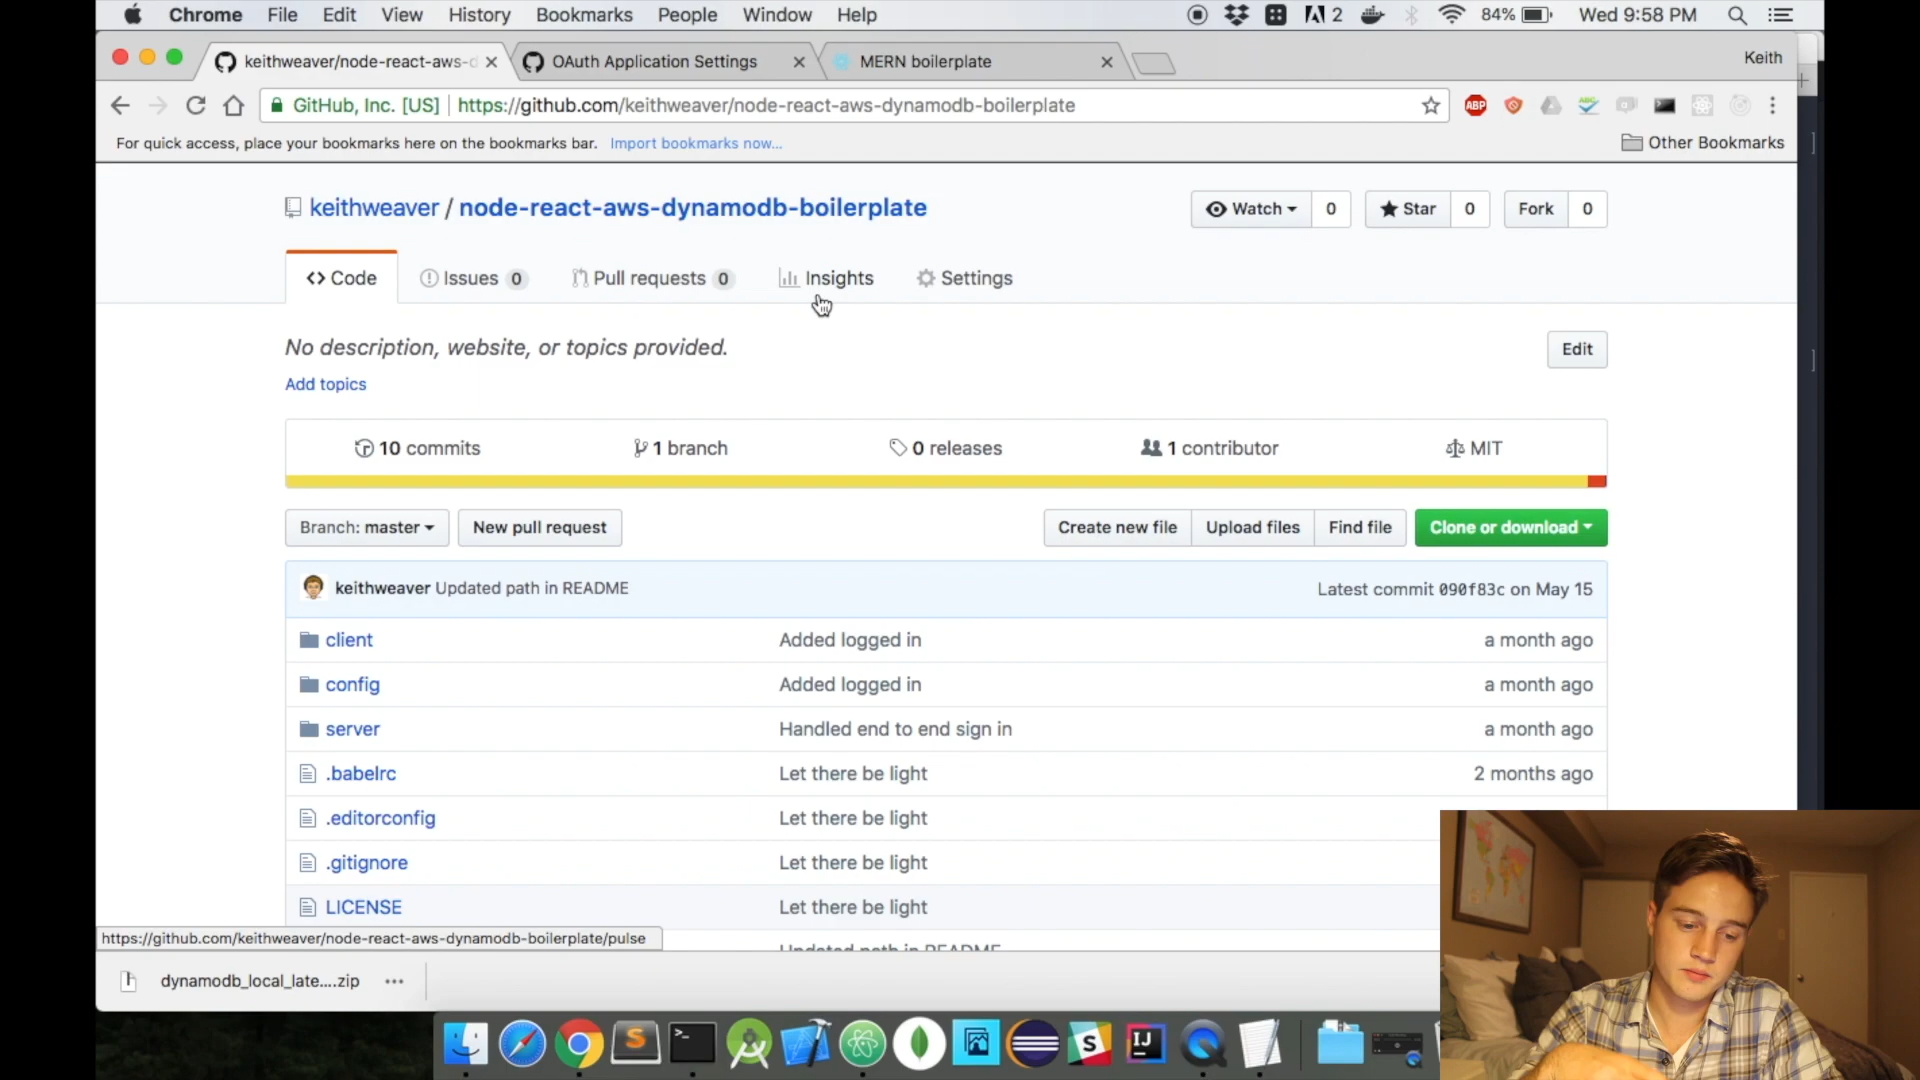 Chrome File Edit View History Bookmarks People Window Help 2 84% Wed 9:58 PM
keithweaver/node-react-aws-d OAuth Application Settings MERN boilerplate Keith
GitHub, Inc. [US] https://github.com/keithweaver/node-react-aws-dynamodb-boilerplate ABP
For quick access, place your bookmarks here on the bookmarks bar. Import bookmarks now... Other Bookmarks
keithweaver / node-react-aws-dynamodb-boilerplate Watch 0 Star 0 Fork 0
Code Issues 0 Pull requests 0 Insights Settings
No description, website, or topics provided. Edit
Add topics
10 commits 1 branch 0 releases 1 contributor MIT
Branch: master New pull request Create new file Upload files Find file Clone or download
keithweaver Updated path in README Latest commit 090f83c on May 15
client Added logged in a month ago
config Added logged in a month ago
server Handled end to end sign in a month ago
.babelrc Let there be light 2 months ago
.editorconfig Let there be light
.gitignore Let there be light
LICENSE Let there be light
https://github.com/keithweaver/node-react-aws-dynamodb-boilerplate/pulse Updated path in README
dynamodb_local_late....zip
S >_ S IJ